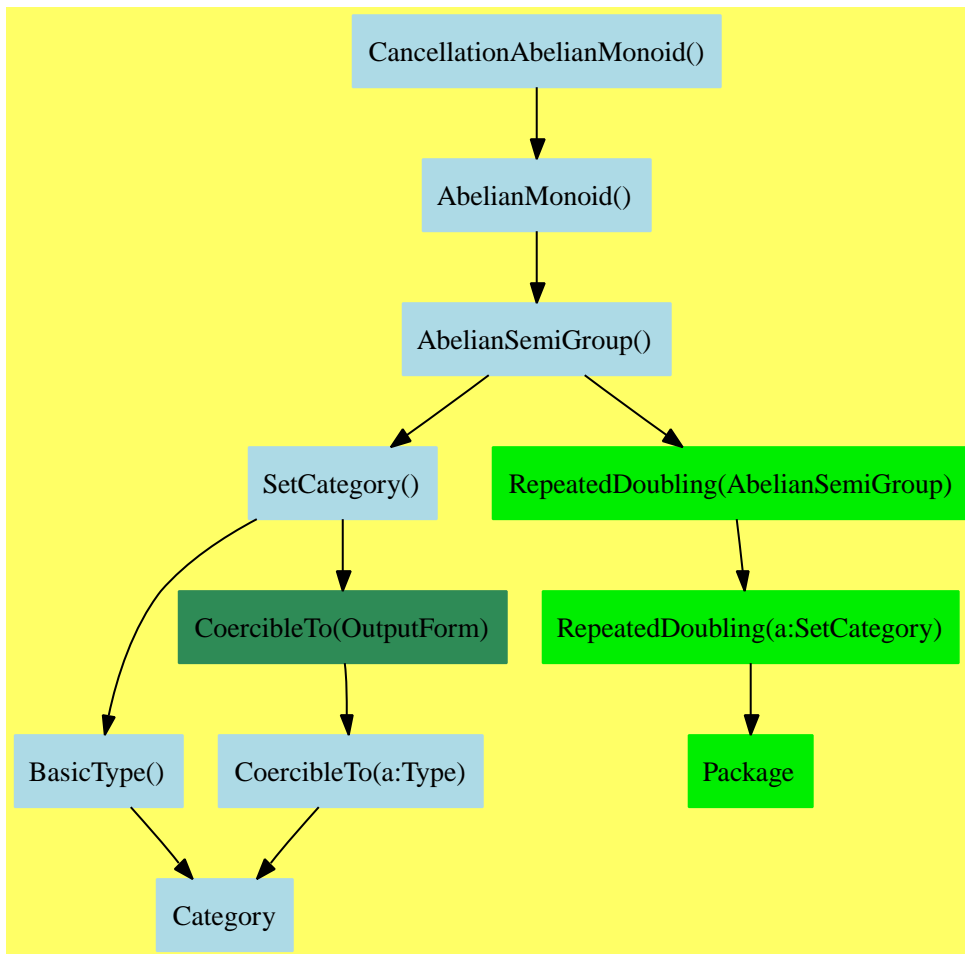 CancellationAbelianMonoid()
AbelianMonoid()
AbelianSemiGroup()
SetCategory()
RepeatedDoubling(AbelianSemiGroup)
CoercibleTo(OutputForm)
RepeatedDoubling(a:SetCategory)
BasicType()
CoercibleTo(a:Type)
Package
Category